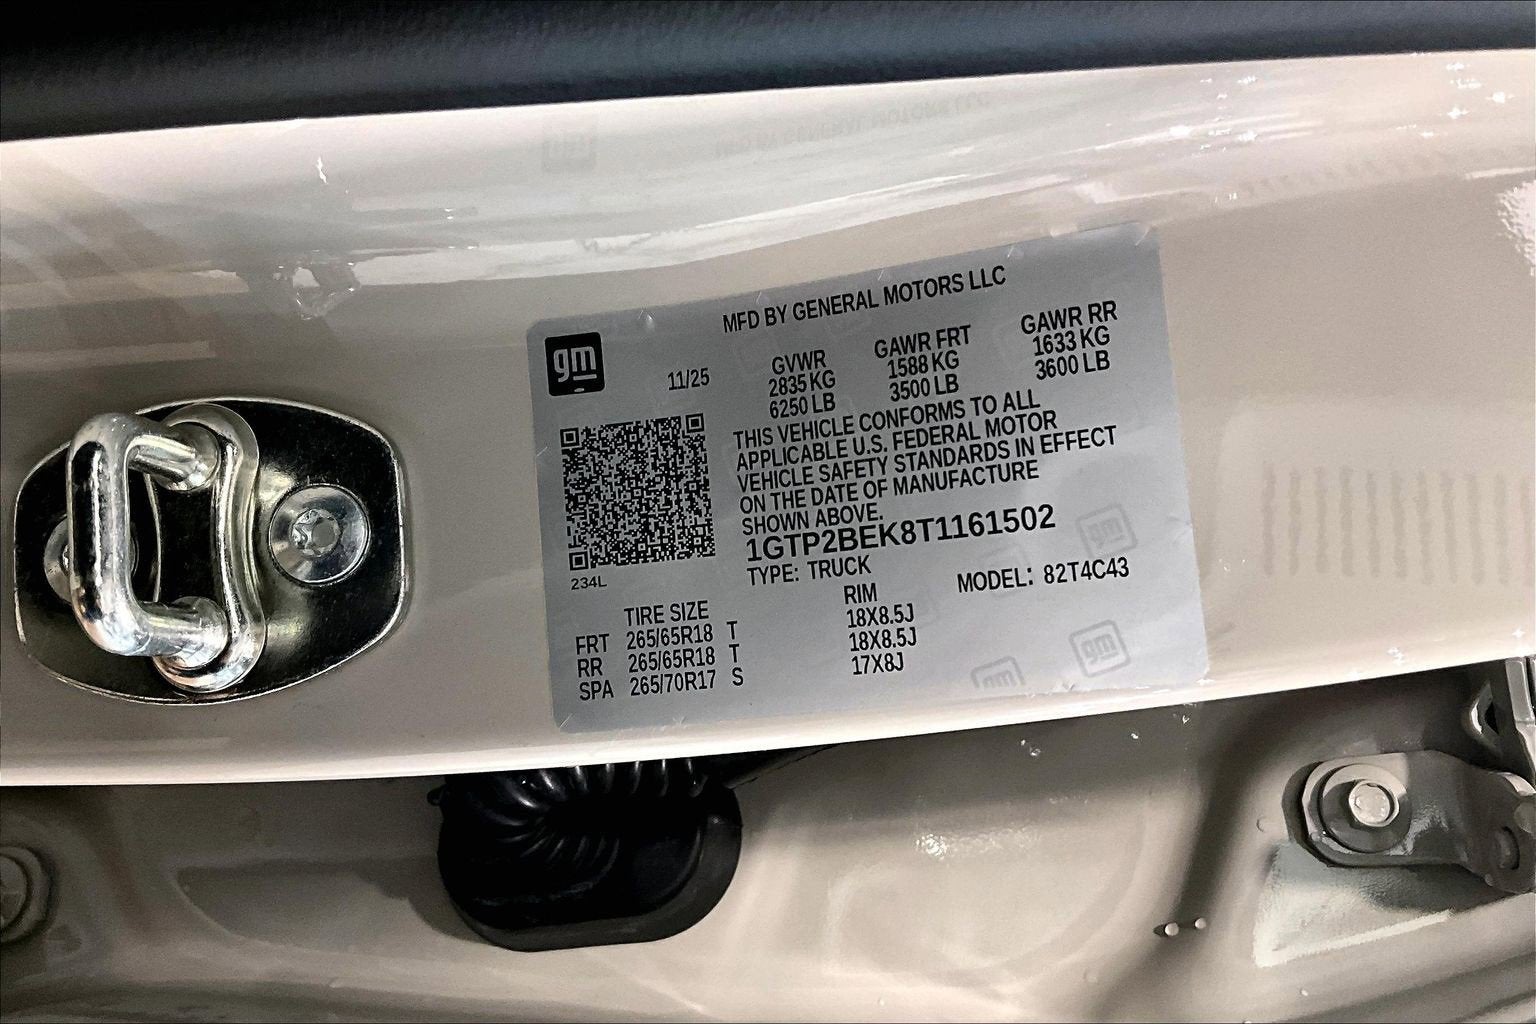 MFD BY GENERAL MOTORS LLC
gm
11/25
GVWR GAWR FRT GAWR RR
2835 KG 1588 KG 1633 KG
6250 LB 3500 LB 3600 LB
THIS VEHICLE CONFORMS TO ALL
APPLICABLE U.S. FEDERAL MOTOR
VEHICLE SAFETY STANDARDS IN EFFECT
ON THE DATE OF MANUFACTURE
SHOWN ABOVE.
1GTP2BEK8T1161502
TYPE: TRUCK MODEL: 82T4C43
234L
TIRE SIZE RIM
FRT 265/65R18 T 18X8.5J
RR 265/65R18 T 18X8.5J
SPA 265/70R17 S 17X8J
gm
gm
gm